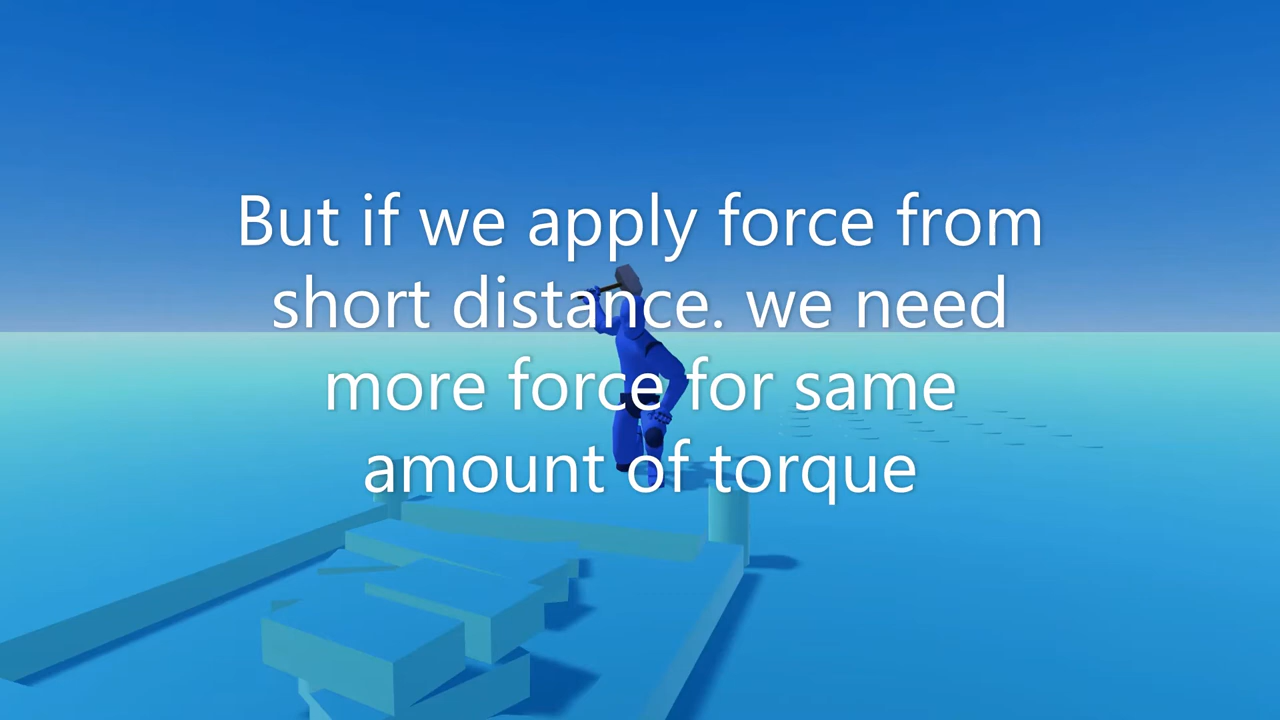 But if we apply force from
short distance. we need
more force for same
amount of torque